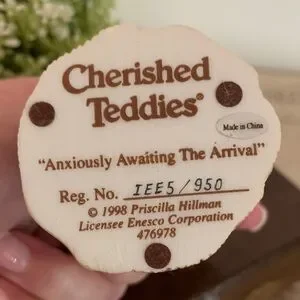 Cherished
Teddies®
Made in China
"Anxiously Awaiting The Arrival"
Reg. No. IEE5/950
© 1998 Priscilla Hillman
Licensee Enesco Corporation
476978